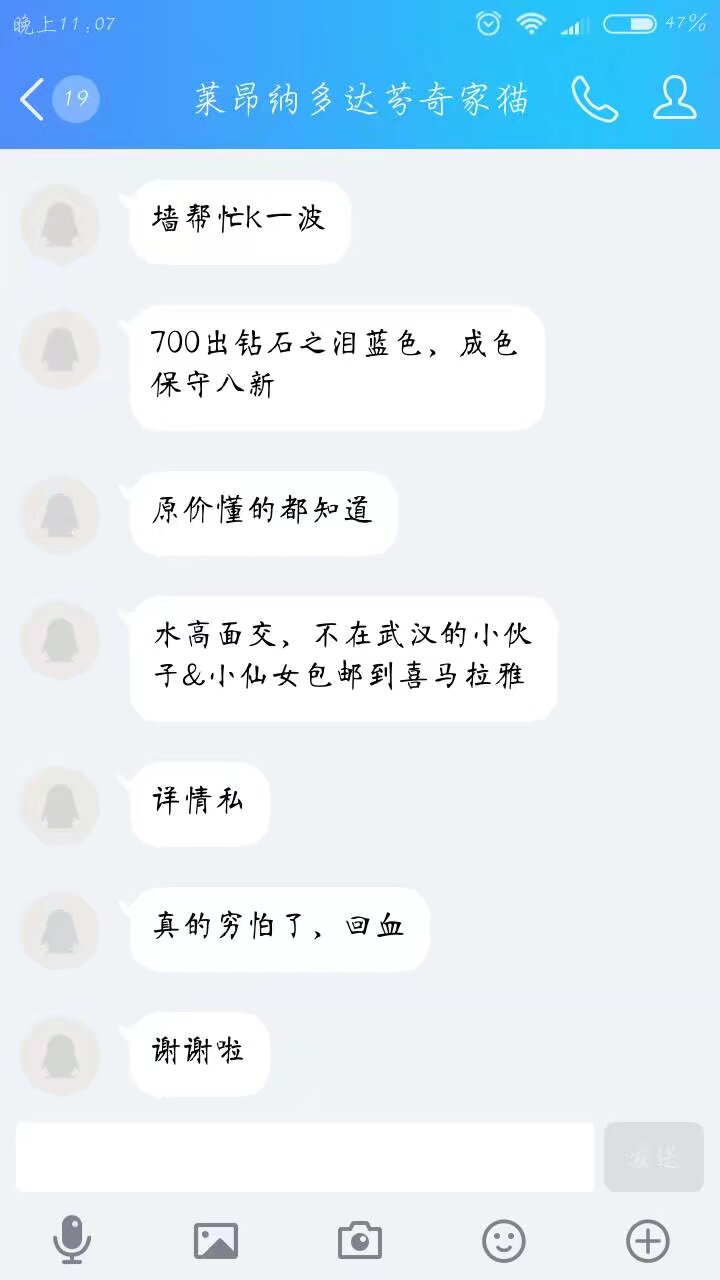 晚上11:07
47%
19
莱昂纳多达芬奇家猫
墙帮忙k一波
700出钻石之泪蓝色，成色
保守八新
原价懂的都知道
水高面交，不在武汉的小伙
子&小仙女包邮到喜马拉雅
详情私
真的穷怕了，回血
谢谢啦
发送